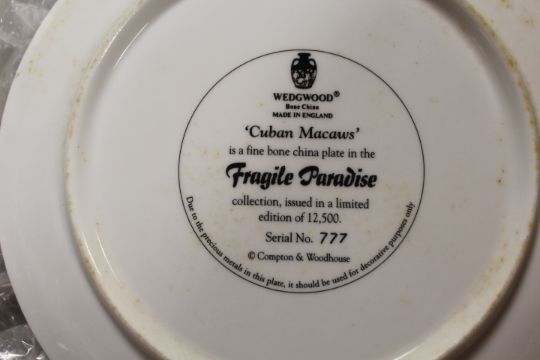 WEDGWOOD®
Bone China
MADE IN ENGLAND
'Cuban Macaws'
is a fine bone china plate in the
Fragile Paradise
collection, issued in a limited
edition of 12,500.
Serial No. 777
© Compton & Woodhouse
Due to the precious metals in this plate, it should be used for decorative purposes only